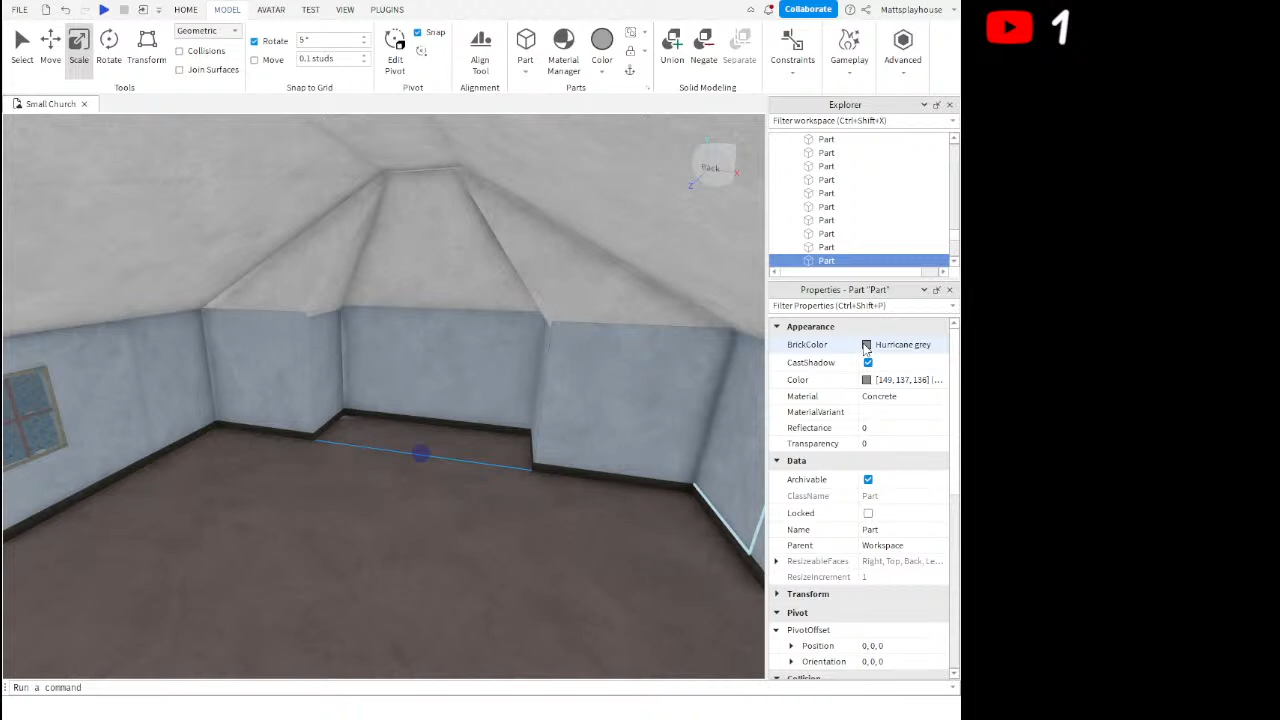 FILE HOME MODEL AVATAR TEST VIEW PLUGINS Collaborate Mattsplayhouse
Select Move Scale Rotate Transform
Geometric
Collisions
Join Surfaces
Tools
Rotate 5 °
Move 0.1 studs
Snap to Grid
Edit
Pivot
Snap
Pivot
Align
Tool
Alignment
Part Material
Manager Color
Parts
Union Negate Separate
Solid Modeling
Constraints Gameplay Advanced
1
Small Church ×
Back
X
Z
Explorer
Filter workspace (Ctrl+Shift+X)
Part
Part
Part
Part
Part
Part
Part
Part
Part
Part
Properties - Part "Part"
Filter Properties (Ctrl+Shift+P)
Appearance
BrickColor Hurricane grey
CastShadow
Color [149, 137, 136] (...
Material Concrete
MaterialVariant
Reflectance 0
Transparency 0
Data
Archivable
ClassName Part
Locked
Name Part
Parent Workspace
ResizeableFaces Right, Top, Back, Le...
ResizeIncrement 1
Transform
Pivot
PivotOffset
Position 0, 0, 0
Orientation 0, 0, 0
Collision
Run a command